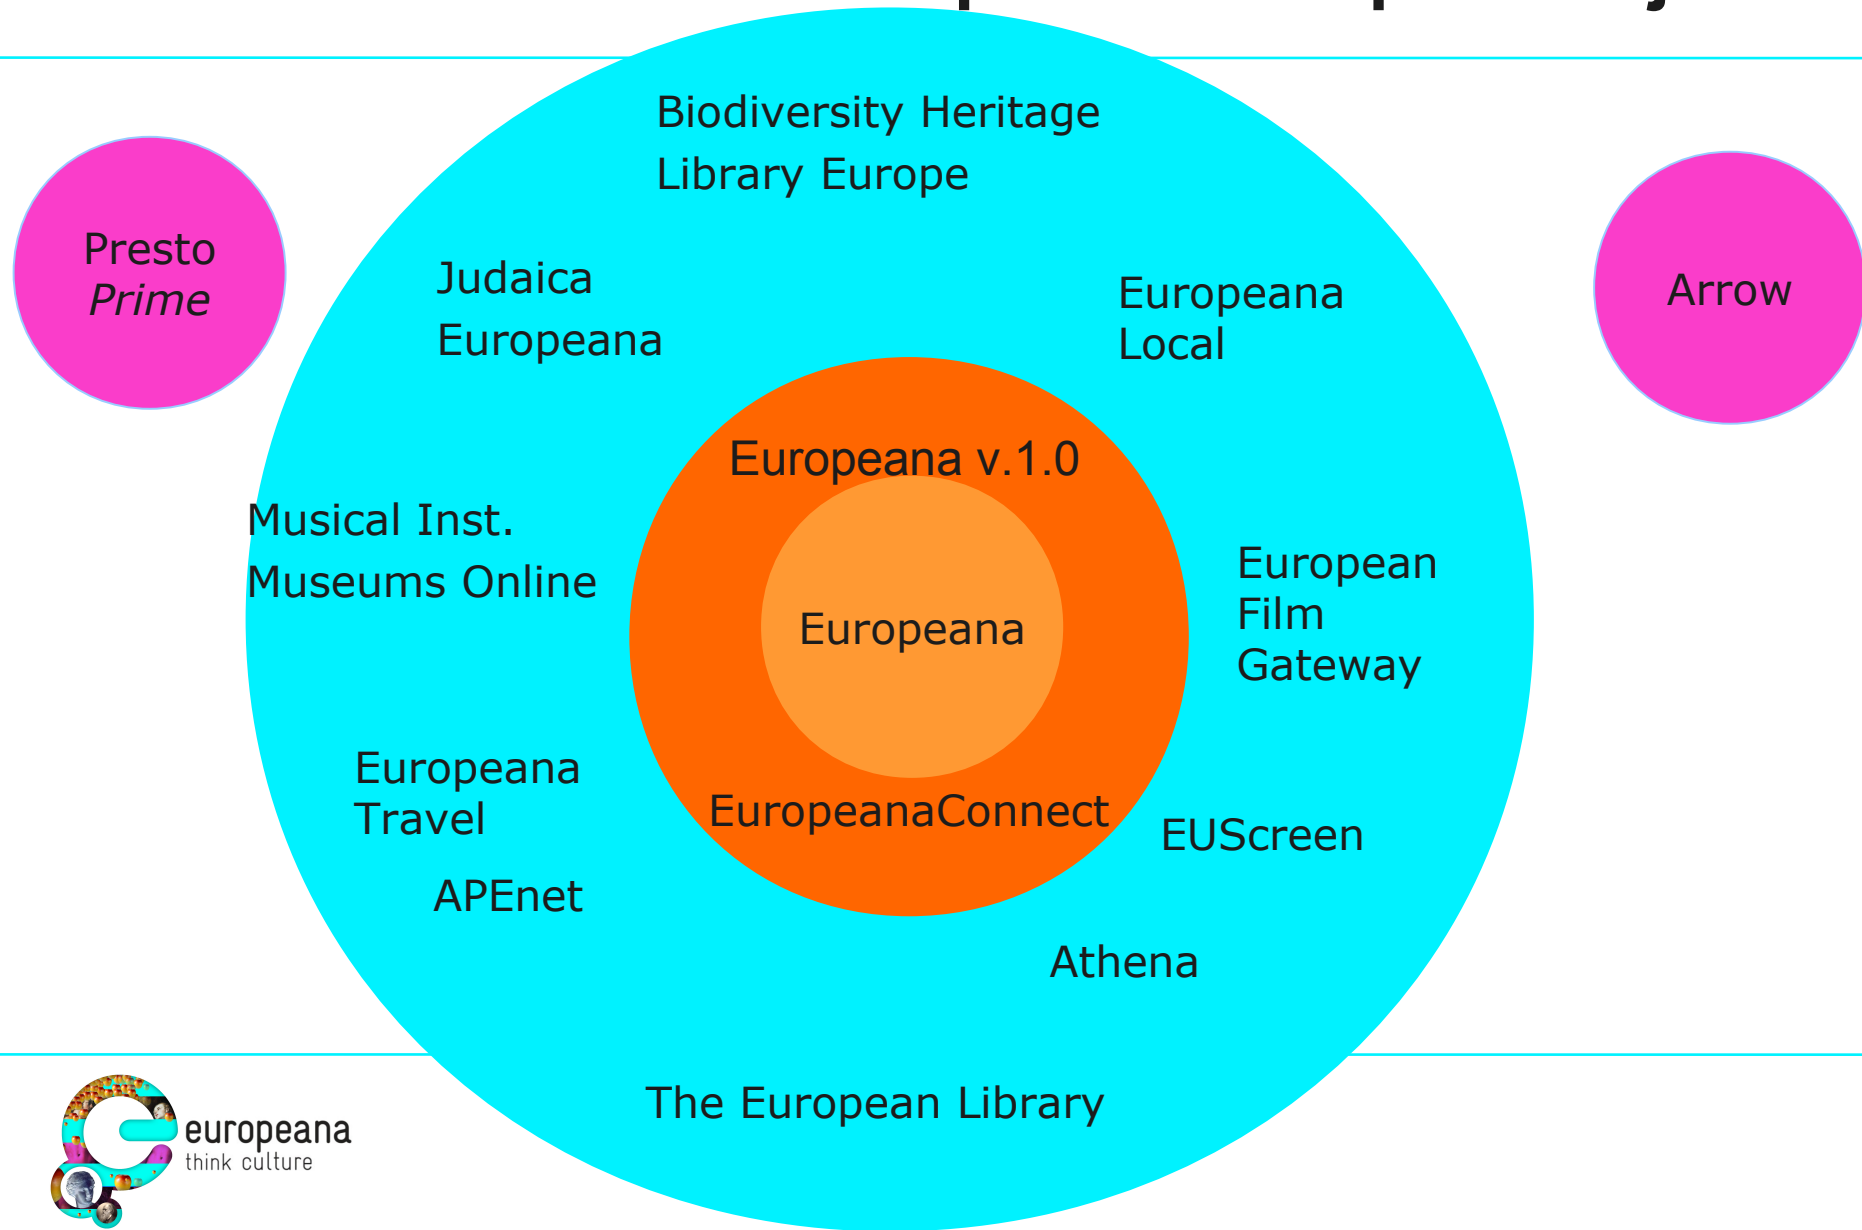 Biodiversity Heritage
Library Europe
Presto
Prime
Judaica
Europeana
Europeana
Local
Arrow
Europeana v.1.0
Musical Inst.
Museums Online
Europeana
European
Film
Gateway
Europeana
Travel
EuropeanaConnect
EUScreen
APEnet
Athena
The European Library
europeana
think culture